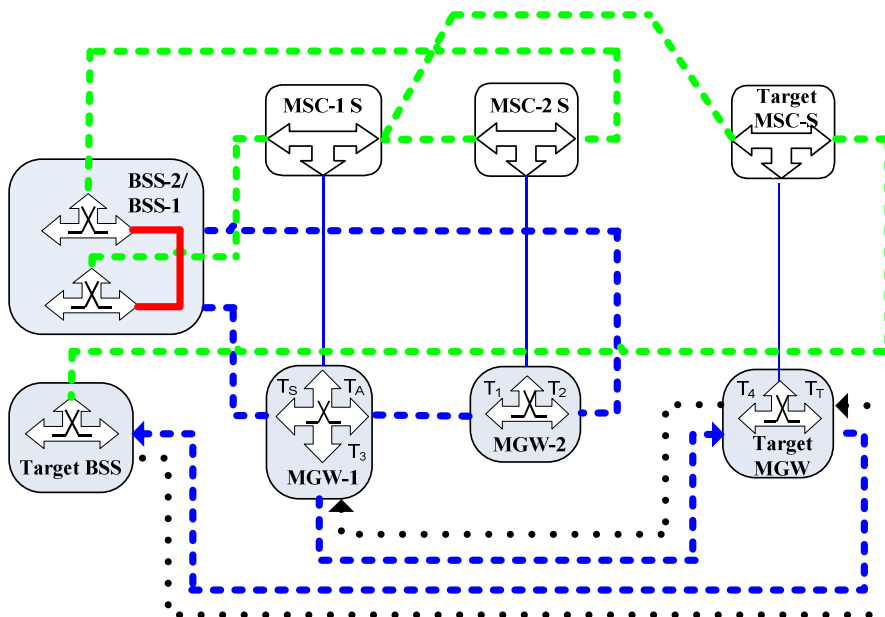 MSC-1 S
MSC-2 S
Target
MSC-S
BSS-2/
BSS-1
TS
TA
T3
MGW-1
T1
T2
MGW-2
T4
TT
Target
MGW
Target BSS